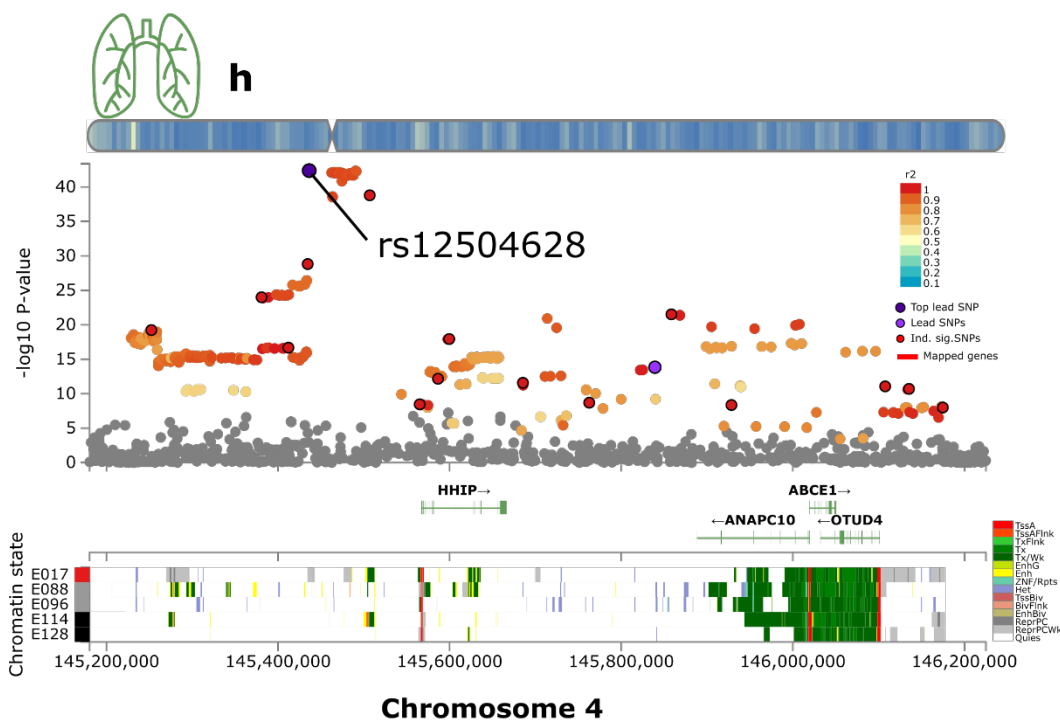 h
40
35
30
25
20
15
10
5
0
-log10 P-value
rs12504628
r2
1
0.9
0.8
0.7
0.6
0.5
0.4
0.3
0.2
0.1
Top lead SNP
Lead SNPs
Ind. sig.SNPs
Mapped genes
HHIP→
ABCE1→
←ANAPC10
←OTUD4
Chromatin state
E017
E088
E096
E114
E128
TssA
TssAFlnk
TxFlnk
Tx
Tx/Wk
EnhG
Enh
ZNF/Rpts
Het
TssBiv
BivFlnk
EnhBiv
ReprPC
ReprPCWk
Quies
145,200,000
145,400,000
145,600,000
145,800,000
146,000,000
146,200,000
Chromosome 4